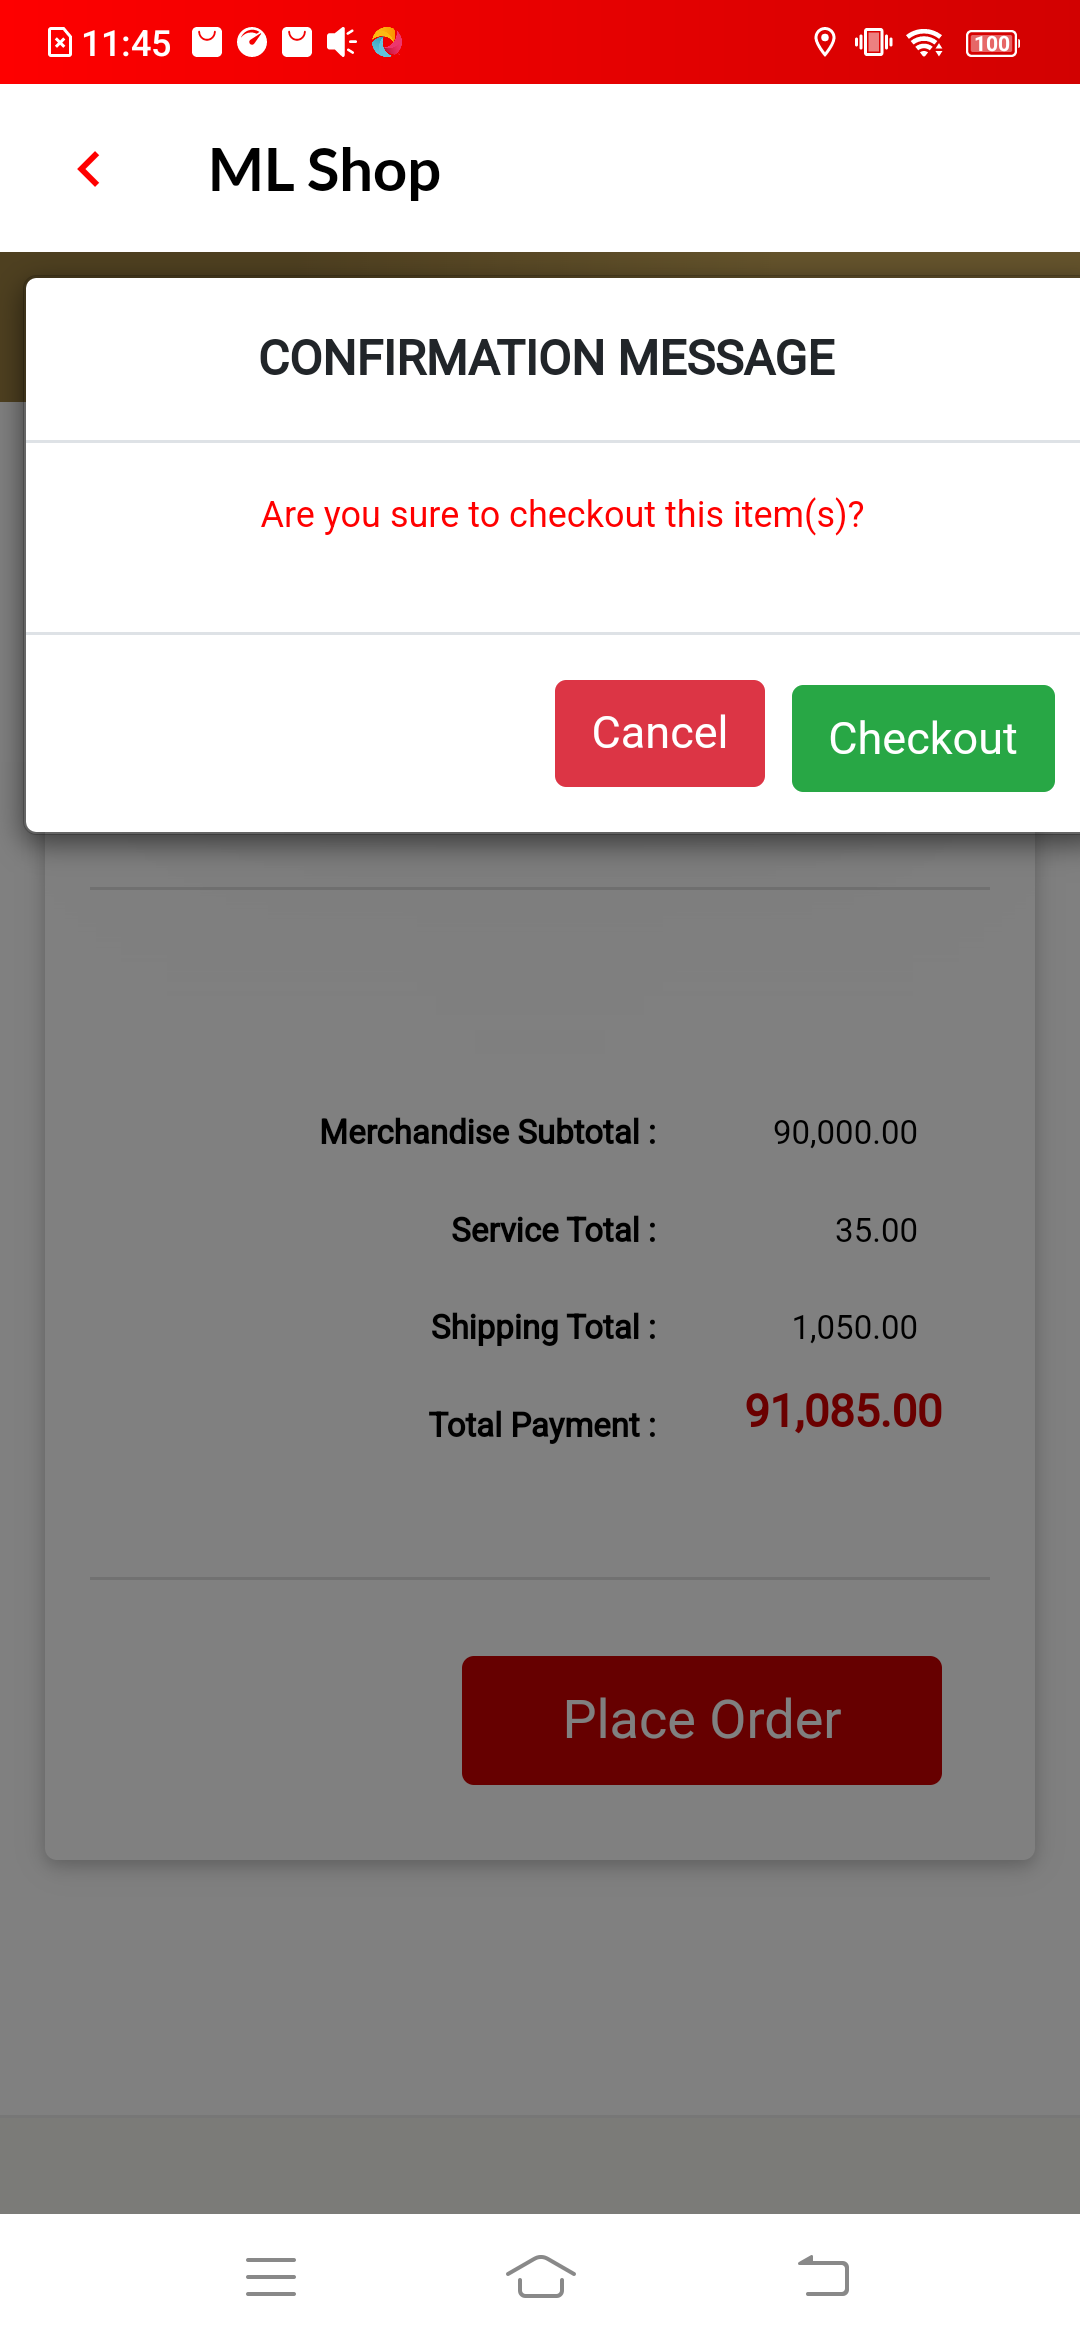 11:45
100
ML Shop
CONFIRMATION MESSAGE
Are you sure to checkout this item(s)?
Cancel
Checkout
Merchandise Subtotal : 90,000.00
Service Total : 35.00
Shipping Total : 1,050.00
Total Payment : 91,085.00
Place Order